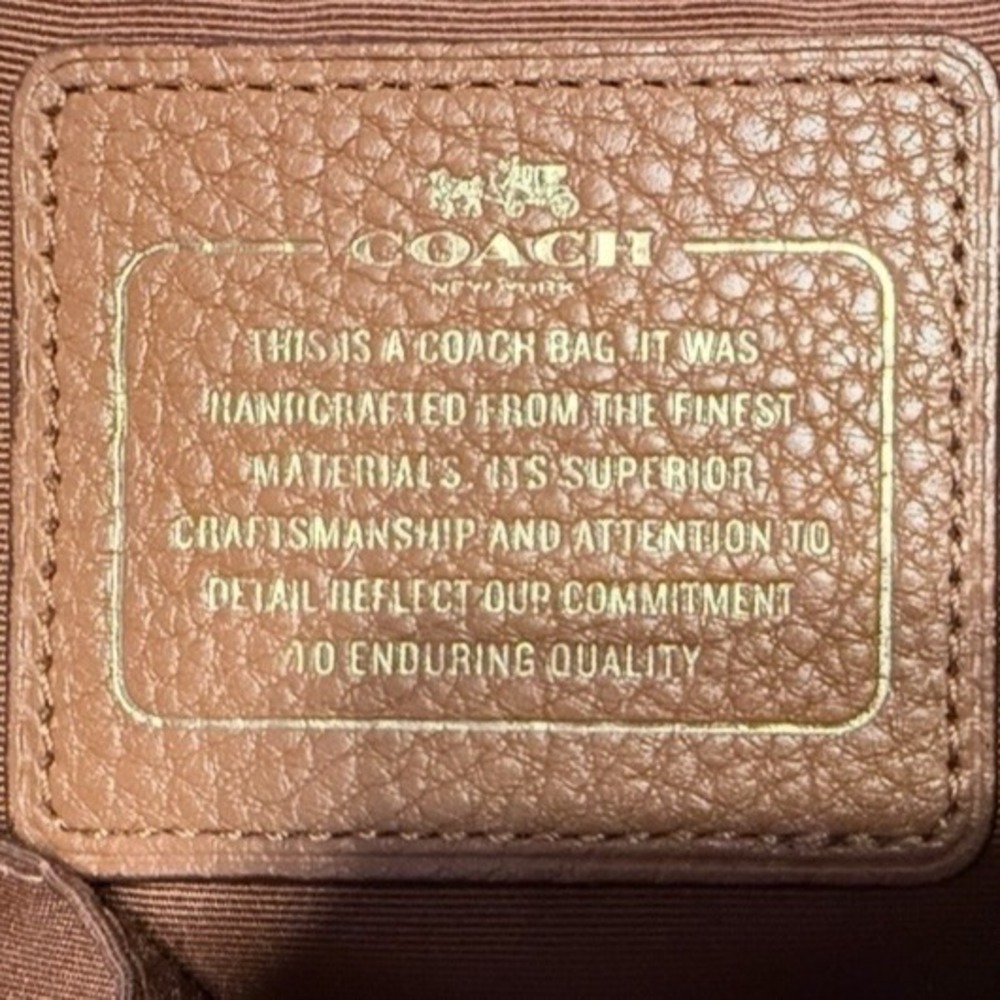 COACH
NEW YORK
THIS IS A COACH BAG. IT WAS
HANDCRAFTED FROM THE FINEST
MATERIALS. ITS SUPERIOR
CRAFTSMANSHIP AND ATTENTION TO
DETAIL REFLECT OUR COMMITMENT
TO ENDURING QUALITY